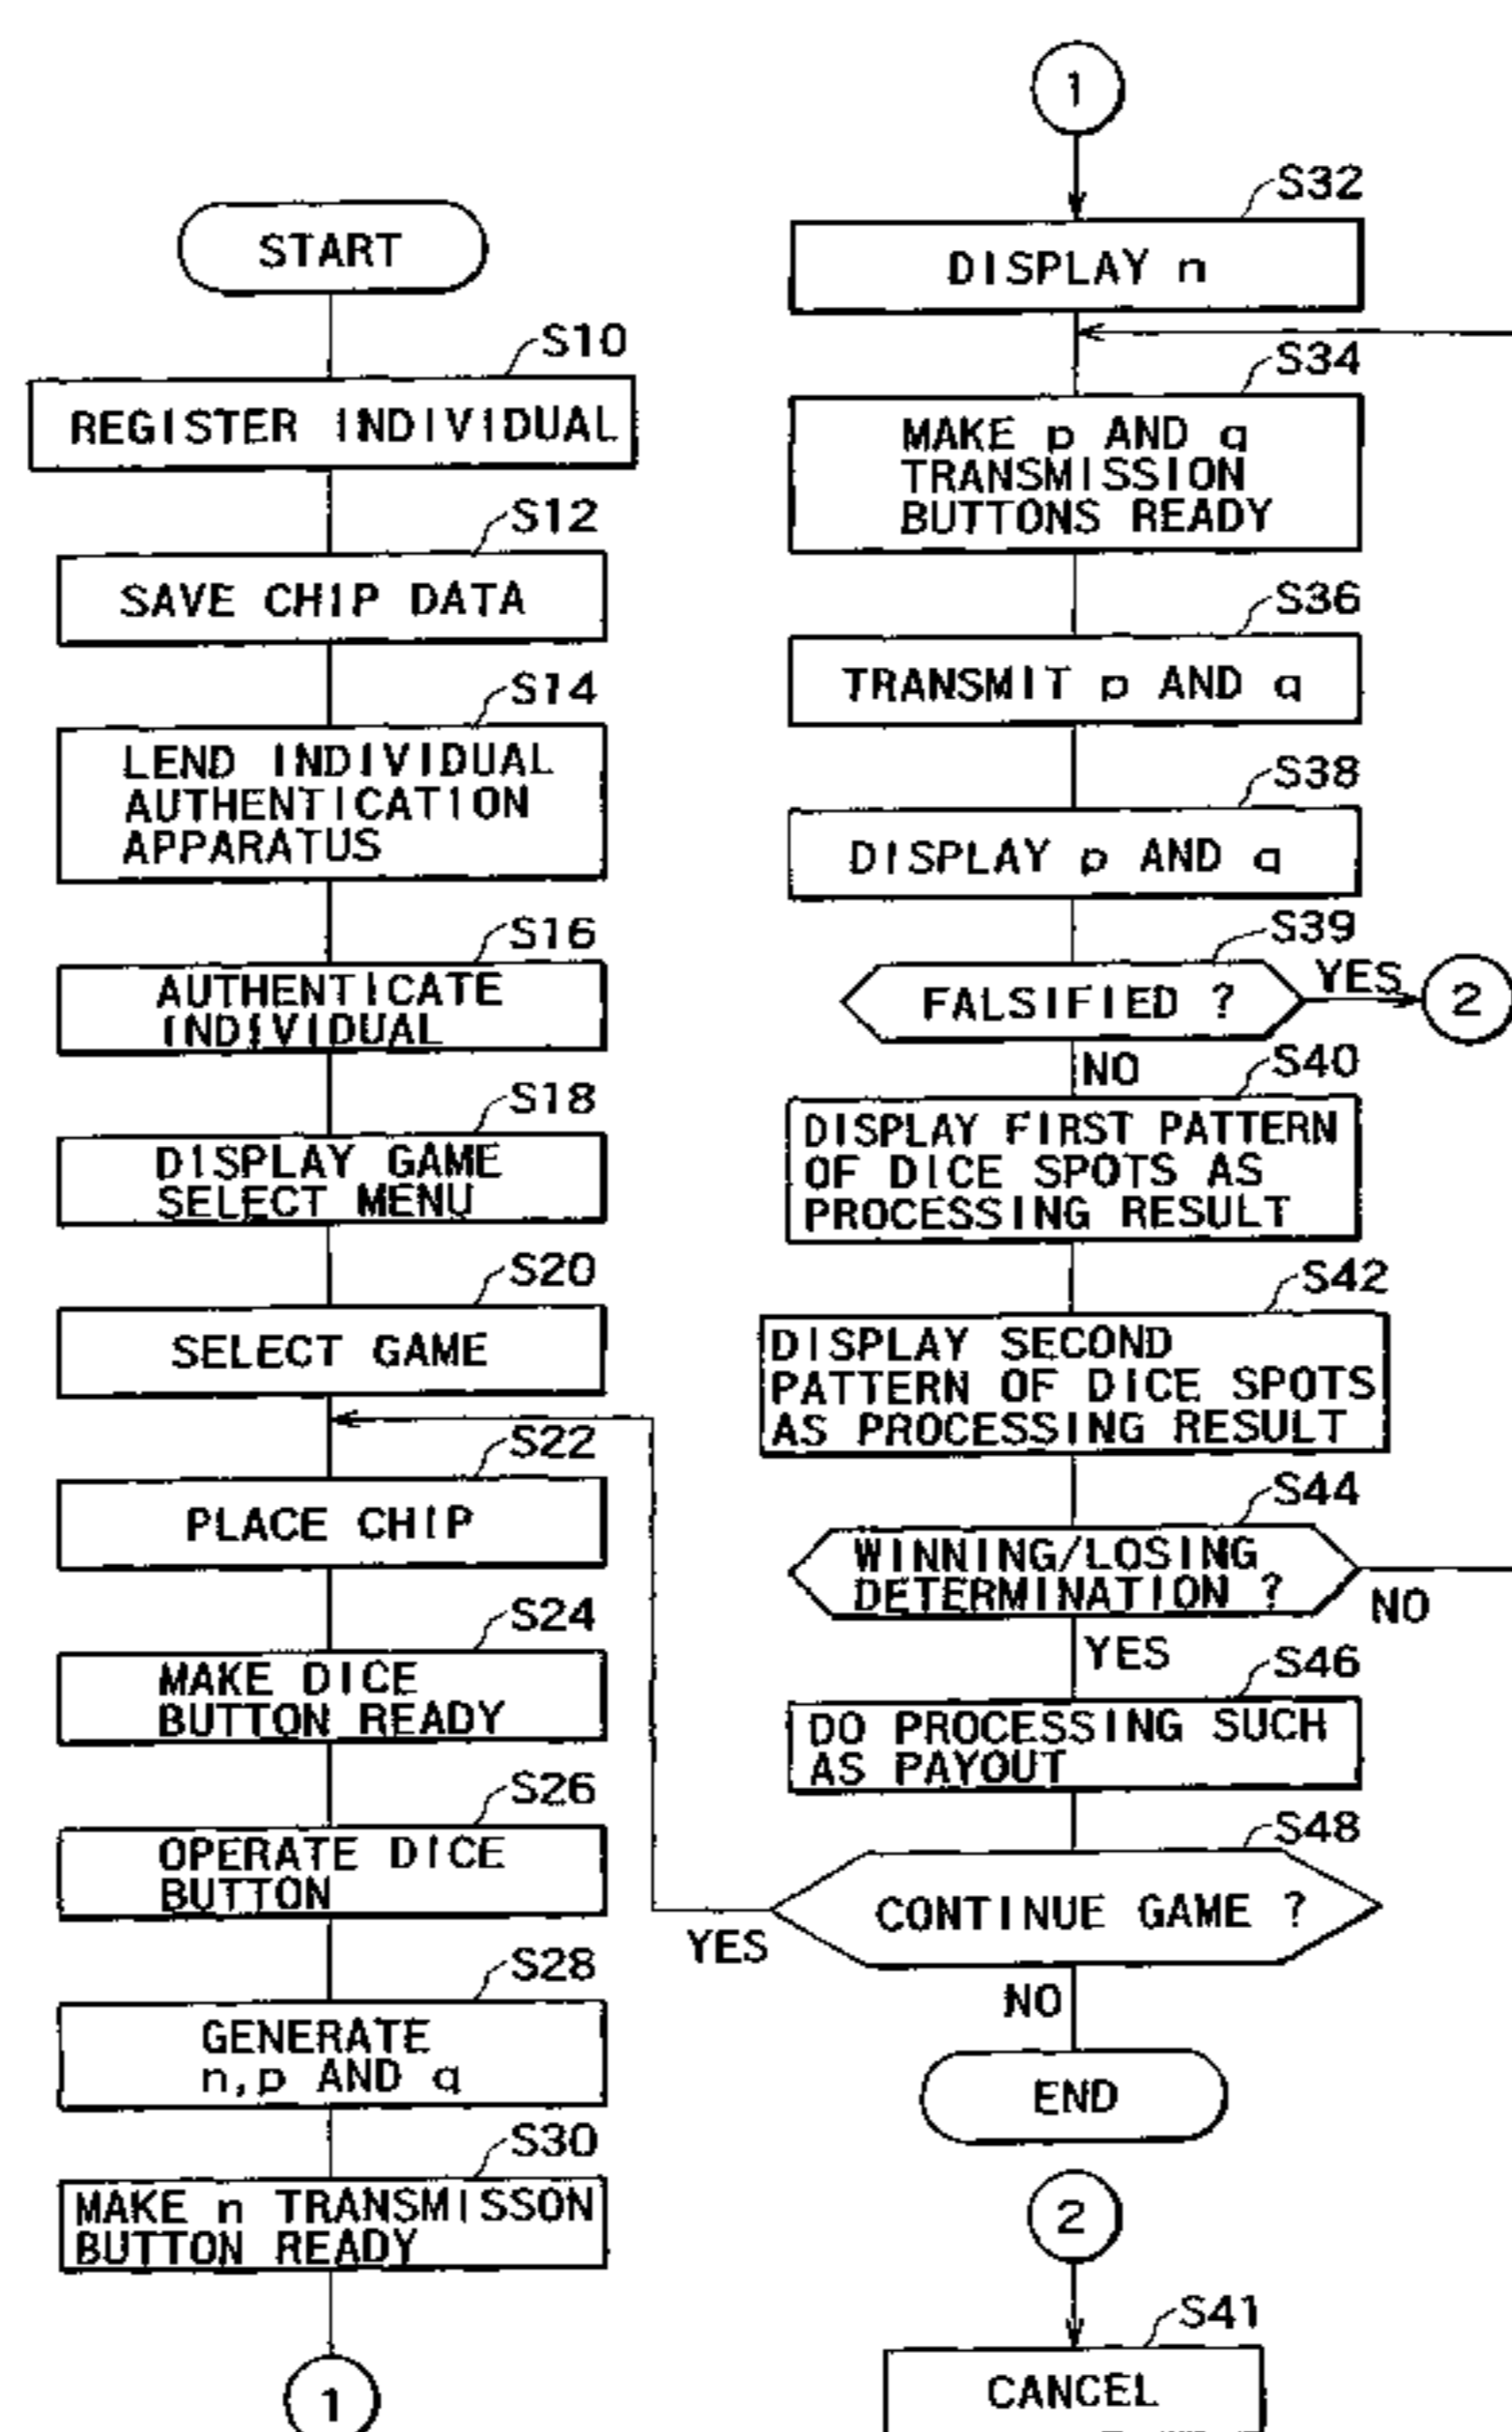 START
S10
REGISTER INDIVIDUAL
S12
SAVE CHIP DATA
S14
LEND INDIVIDUAL
AUTHENTICATION
APPARATUS
S16
AUTHENTICATE
INDIVIDUAL
S18
DISPLAY GAME
SELECT MENU
S20
SELECT GAME
S22
PLACE CHIP
S24
MAKE DICE
BUTTON READY
S26
OPERATE DICE
BUTTON
S28
GENERATE
n,p AND q
S30
MAKE n TRANSMISSON
BUTTON READY
1
1
S32
DISPLAY n
S34
MAKE p AND q
TRANSMISSION
BUTTONS READY
S36
TRANSMIT p AND q
S38
DISPLAY p AND q
S39
FALSIFIED ?
YES
2
NO
S40
DISPLAY FIRST PATTERN
OF DICE SPOTS AS
PROCESSING RESULT
S42
DISPLAY SECOND
PATTERN OF DICE SPOTS
AS PROCESSING RESULT
S44
WINNING/LOSING
DETERMINATION ?
NO
YES
S46
DO PROCESSING SUCH
AS PAYOUT
S48
CONTINUE GAME ?
YES
NO
END
2
S41
CANCEL